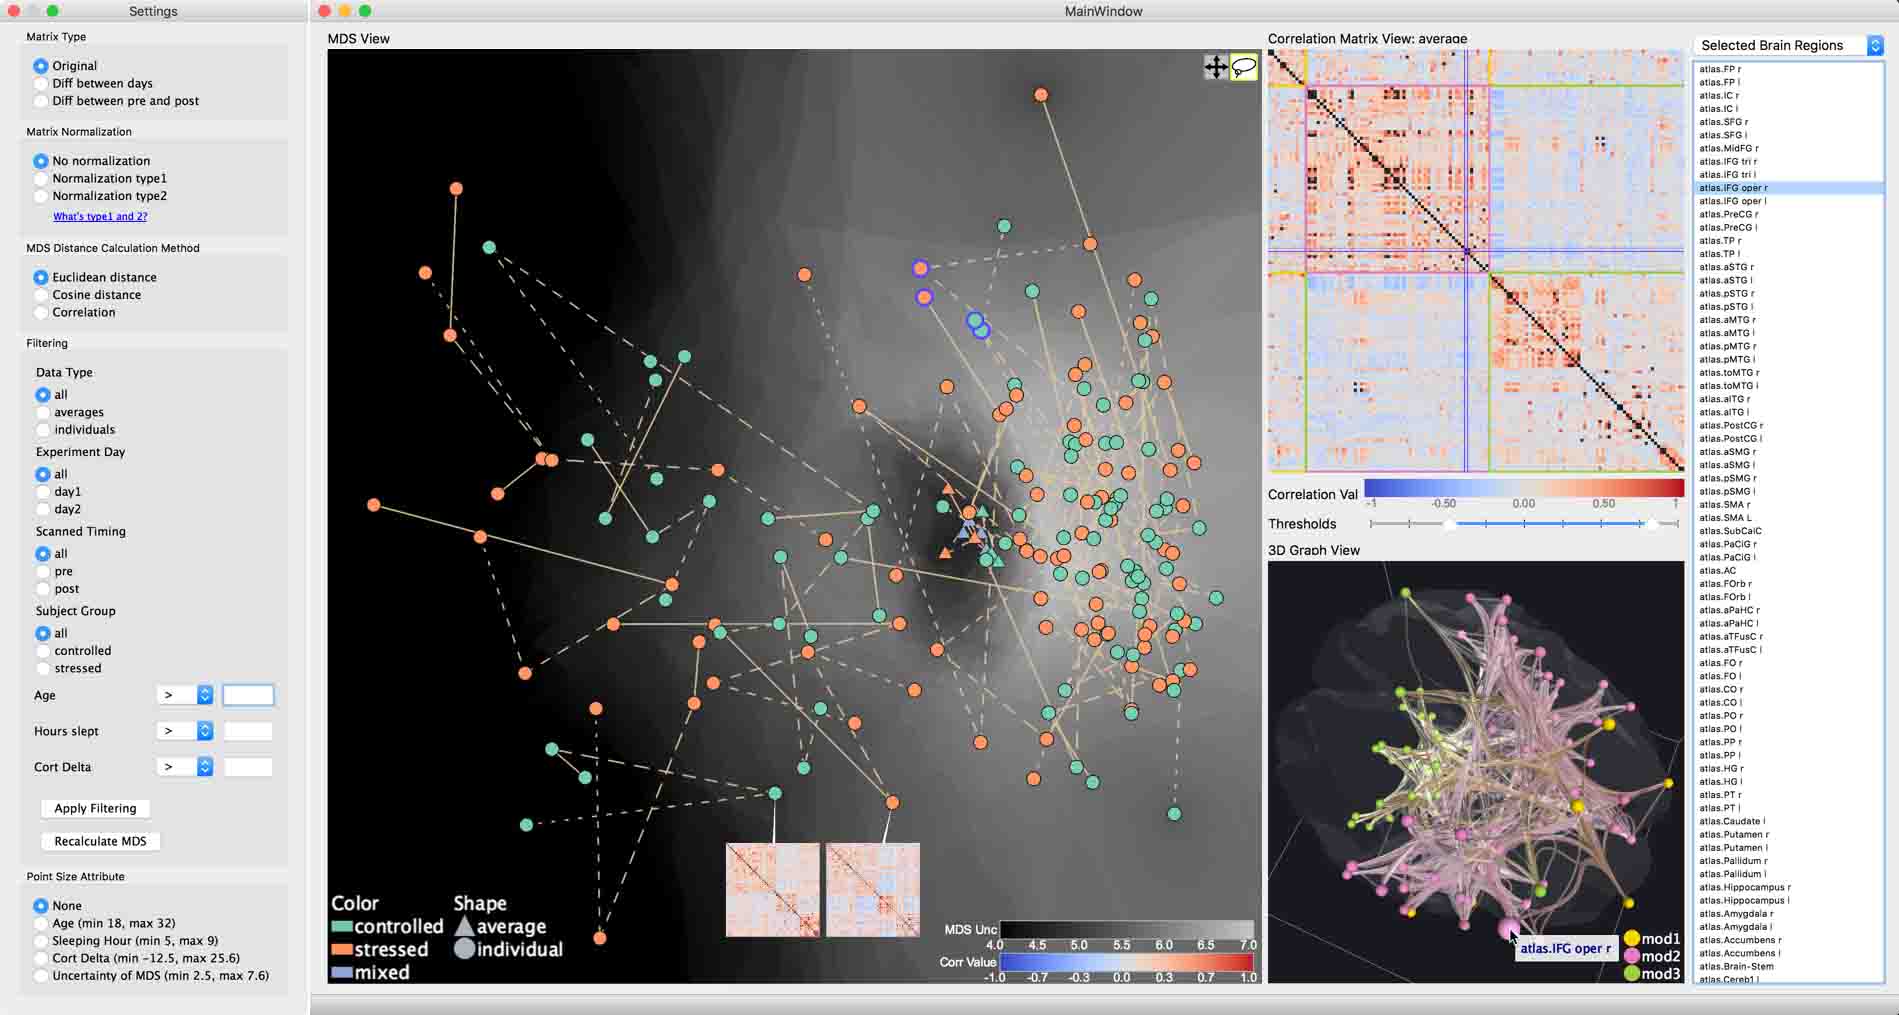 Settings
Matrix Type
Original
Diff between days
Diff between pre and post
Matrix Normalization
No normalization
Normalization type1
Normalization type2
What's type1 and 2?
MDS Distance Calculation Method
Euclidean distance
Cosine distance
Correlation
Filtering
Data Type
all
averages
individuals
Experiment Day
all
day1
day2
Scanned Timing
all
pre
post
Subject Group
all
controlled
stressed
Age >
Hours slept >
Cort Delta >
Apply Filtering
Recalculate MDS
Point Size Attribute
None
Age (min 18, max 32)
Sleeping Hour (min 5, max 9)
Cort Delta (min -12.5, max 25.6)
Uncertainty of MDS (min 2.5, max 7.6)
MainWindow
MDS View
Color
controlled
stressed
mixed
Shape
average
individual
MDS Unc
4.0 4.5 5.0 5.5 6.0 6.5 7.0
Corr Value
-1.0 -0.7 -0.3 0.0 0.3 0.7 1.0
Correlation Matrix View: average
Correlation Val
-1 -0.50 0.00 0.50 1
Thresholds
3D Graph View
atlas.IFG oper r
mod1
mod2
mod3
Selected Brain Regions
atlas.FP r
atlas.FP l
atlas.IC r
atlas.IC l
atlas.SFG r
atlas.SFG l
atlas.MidFG r
atlas.IFG tri r
atlas.IFG tri l
atlas.IFG oper r
atlas.IFG oper l
atlas.PreCG r
atlas.PreCG l
atlas.TP r
atlas.TP l
atlas.aSTG r
atlas.aSTG l
atlas.pSTG r
atlas.pSTG l
atlas.aMTG r
atlas.aMTG l
atlas.pMTG r
atlas.pMTG l
atlas.toMTG r
atlas.toMTG l
atlas.aITG r
atlas.aITG l
atlas.PostCG r
atlas.PostCG l
atlas.aSMG r
atlas.aSMG l
atlas.pSMG r
atlas.pSMG l
atlas.SMA r
atlas.SMA L
atlas.SubCalC
atlas.PaCiG r
atlas.PaCiG l
atlas.AC
atlas.FOrb r
atlas.FOrb l
atlas.aPaHC r
atlas.aPaHC l
atlas.aTFusC r
atlas.aTFusC l
atlas.FO r
atlas.FO l
atlas.CO r
atlas.CO l
atlas.PO r
atlas.PO l
atlas.PP r
atlas.PP l
atlas.HG r
atlas.HG l
atlas.PT r
atlas.PT l
atlas.Caudate l
atlas.Putamen r
atlas.Putamen l
atlas.Pallidum r
atlas.Pallidum l
atlas.Hippocampus r
atlas.Hippocampus l
atlas.Amygdala r
atlas.Amygdala l
atlas.Accumbens r
atlas.Accumbens l
atlas.Brain-Stem
atlas.Cereb1 l